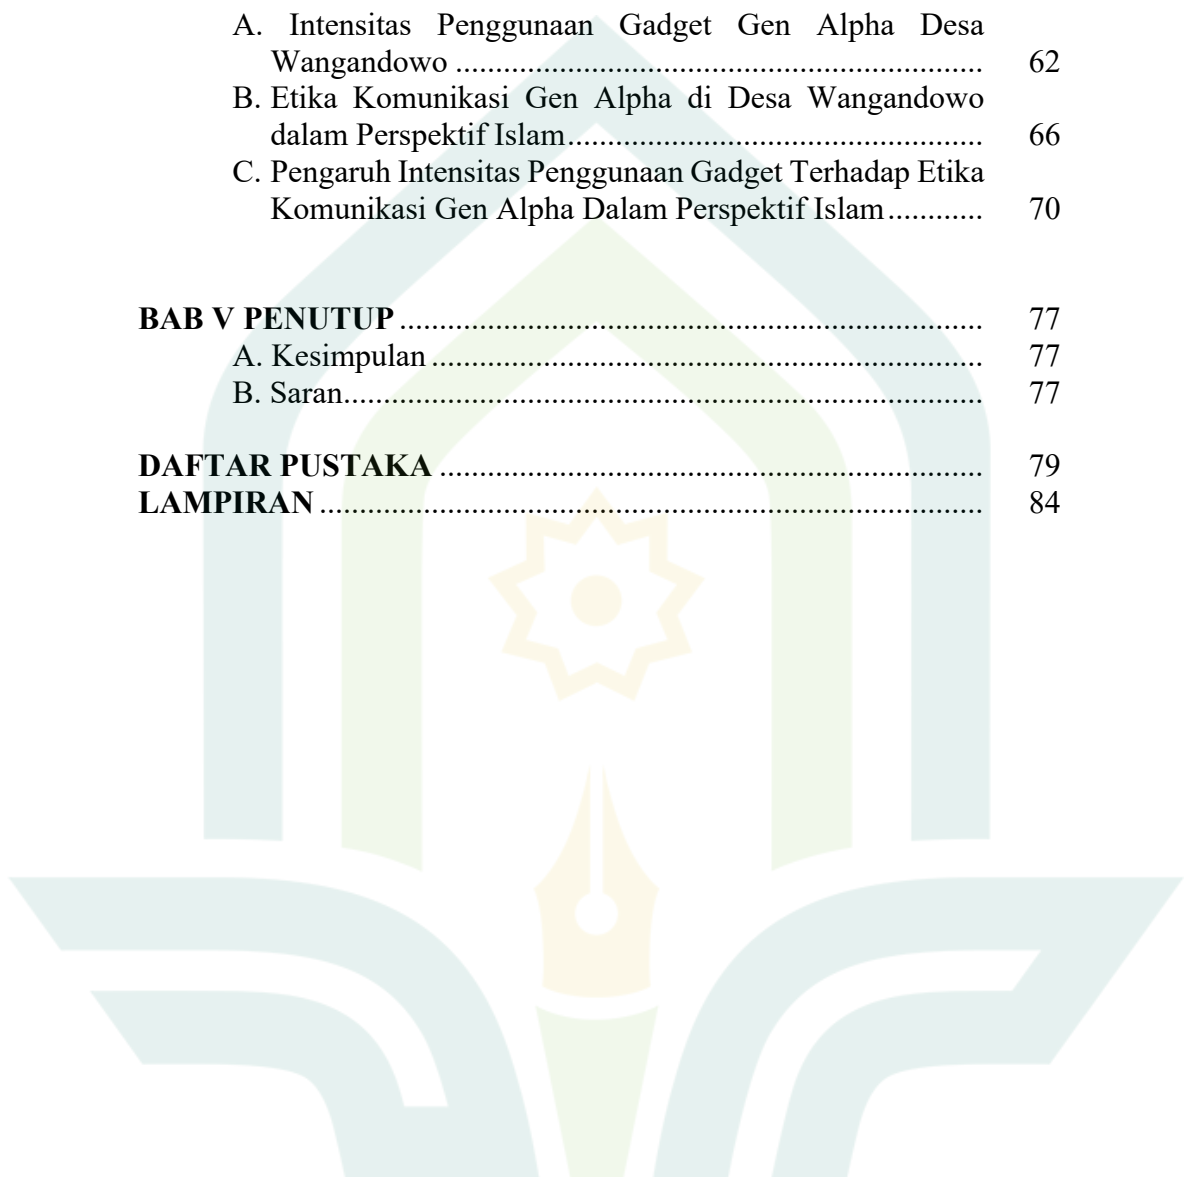 A. Intensitas Penggunaan Gadget Gen Alpha Desa
Wangandowo ................................................................. 62
B. Etika Komunikasi Gen Alpha di Desa Wangandowo
dalam Perspektif Islam.................................................... 66
C. Pengaruh Intensitas Penggunaan Gadget Terhadap Etika
Komunikasi Gen Alpha Dalam Perspektif Islam............ 70
BAB V PENUTUP ........................................................................ 77
A. Kesimpulan .................................................................... 77
B. Saran............................................................................... 77
DAFTAR PUSTAKA ................................................................... 79
LAMPIRAN .................................................................................. 84